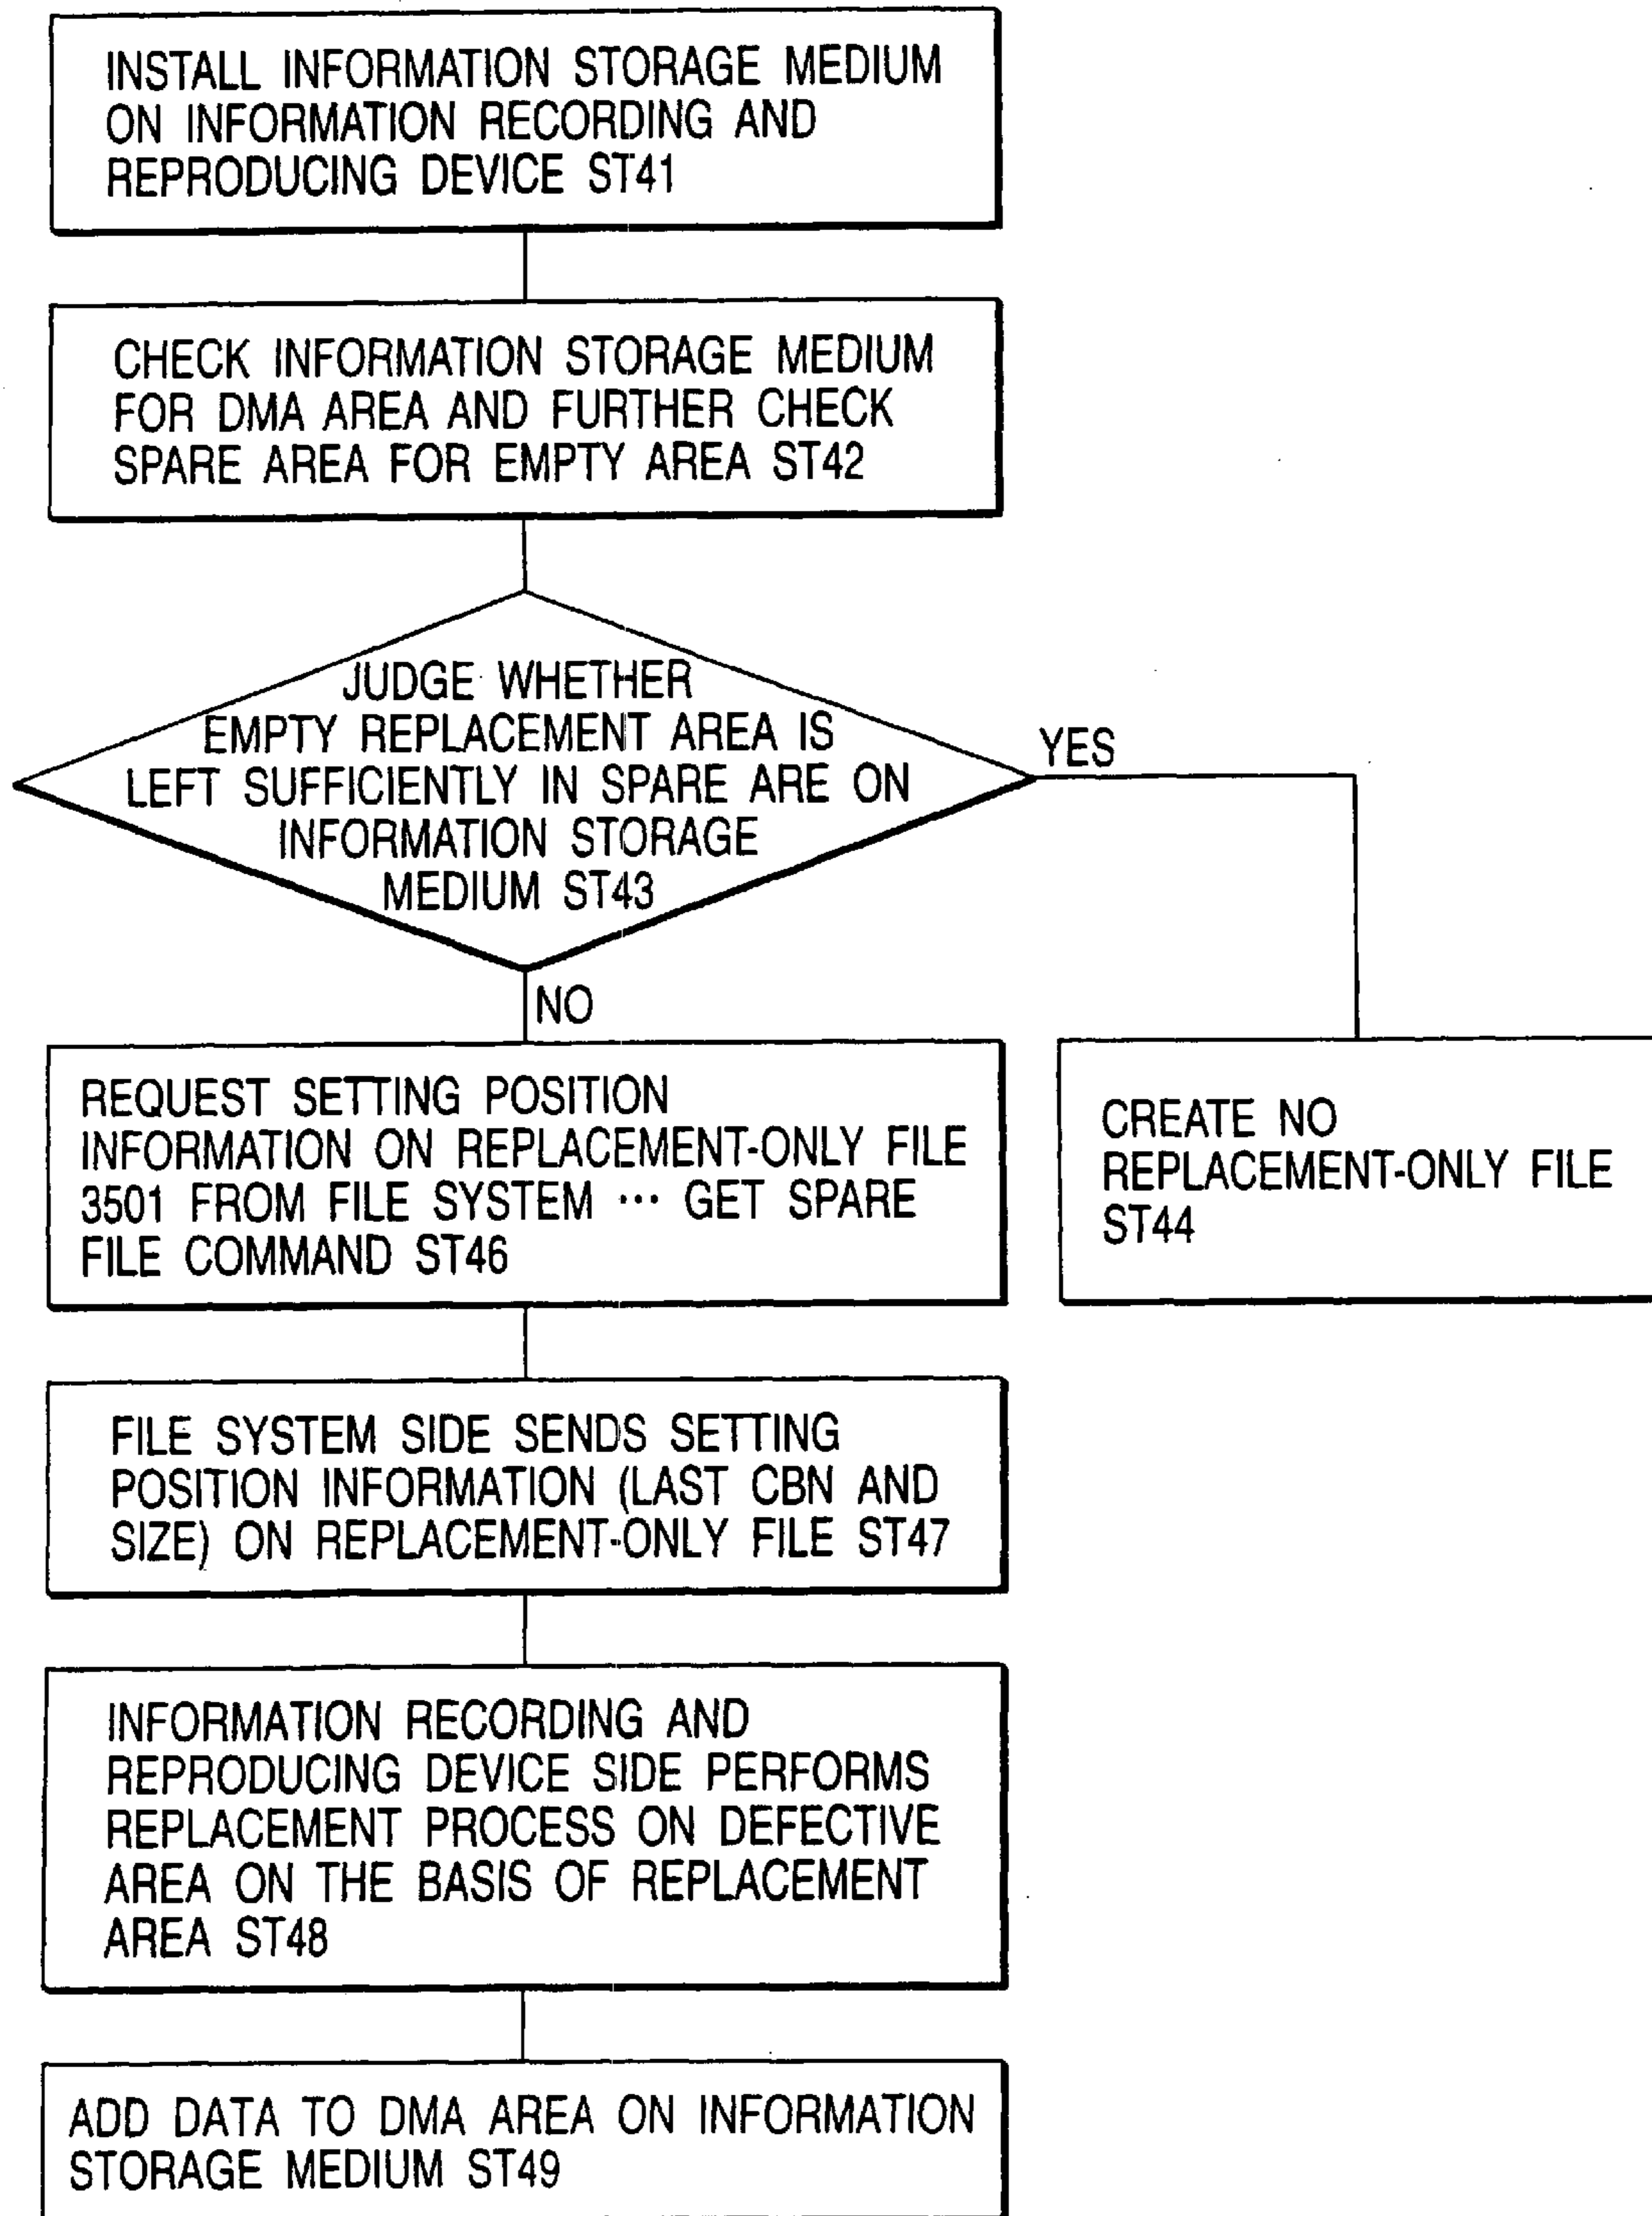 INSTALL INFORMATION STORAGE MEDIUM
ON INFORMATION RECORDING AND
REPRODUCING DEVICE ST41
CHECK INFORMATION STORAGE MEDIUM
FOR DMA AREA AND FURTHER CHECK
SPARE AREA FOR EMPTY AREA ST42
JUDGE WHETHER
EMPTY REPLACEMENT AREA IS
LEFT SUFFICIENTLY IN SPARE ARE ON
INFORMATION STORAGE
MEDIUM ST43
YES
NO
REQUEST SETTING POSITION
INFORMATION ON REPLACEMENT-ONLY FILE
3501 FROM FILE SYSTEM ··· GET SPARE
FILE COMMAND ST46
CREATE NO
REPLACEMENT-ONLY FILE
ST44
FILE SYSTEM SIDE SENDS SETTING
POSITION INFORMATION (LAST CBN AND
SIZE) ON REPLACEMENT-ONLY FILE ST47
INFORMATION RECORDING AND
REPRODUCING DEVICE SIDE PERFORMS
REPLACEMENT PROCESS ON DEFECTIVE
AREA ON THE BASIS OF REPLACEMENT
AREA ST48
ADD DATA TO DMA AREA ON INFORMATION
STORAGE MEDIUM ST49